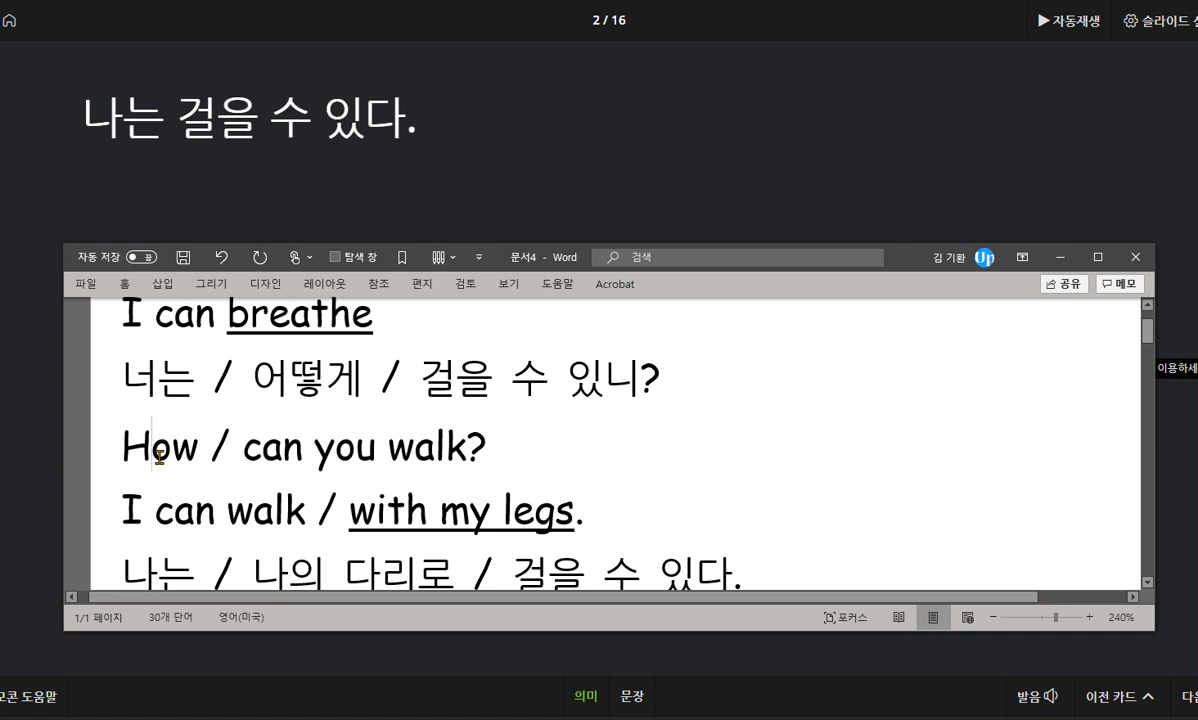 2 / 16
자동재생
슬라이드
나는 걸을 수 있다.
자동 저장 끔
탐색 창
문서4 - Word
검색
김 기환
Up
파일 홈 삽입 그리기 디자인 레이아웃 참조 편지 검토 보기 도움말 Acrobat
공유 메모
I can breathe
너는 / 어떻게 / 걸을 수 있니?
이용하세
How / can you walk?
I can walk / with my legs.
나는 / 나의 다리로 / 걸을 수 있다.
1/1 페이지 30개 단어 영어(미국)
포커스
240%
도움말
의미 문장
발음 이전 카드